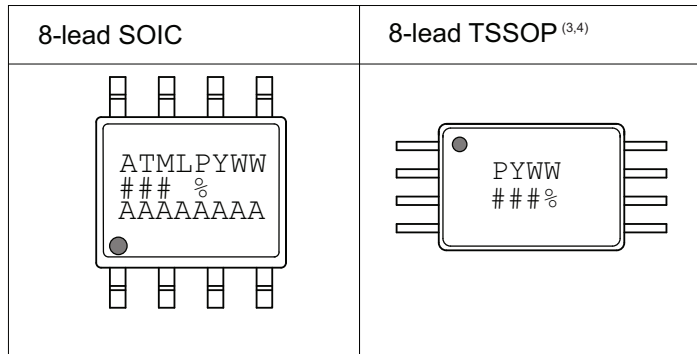 8-lead SOIC
8-lead TSSOP (3,4)
ATMLPYWW
### %
AAAAAAAA
PYWW
###%